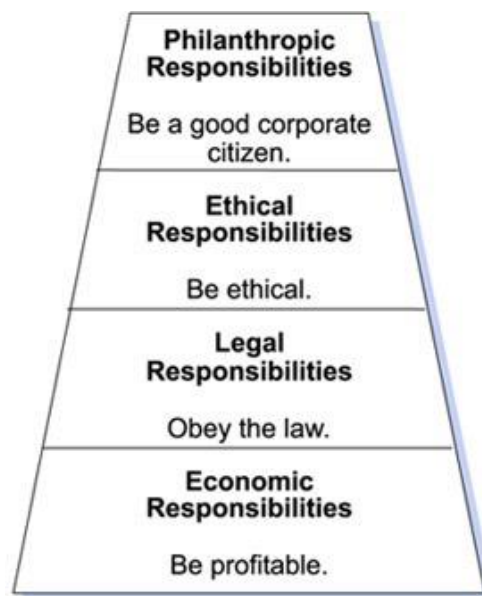 Philanthropic
Responsibilities
Be a good corporate
citizen.
Ethical
Responsibilities
Be ethical.
Legal
Responsibilities
Obey the law.
Economic
Responsibilities
Be profitable.